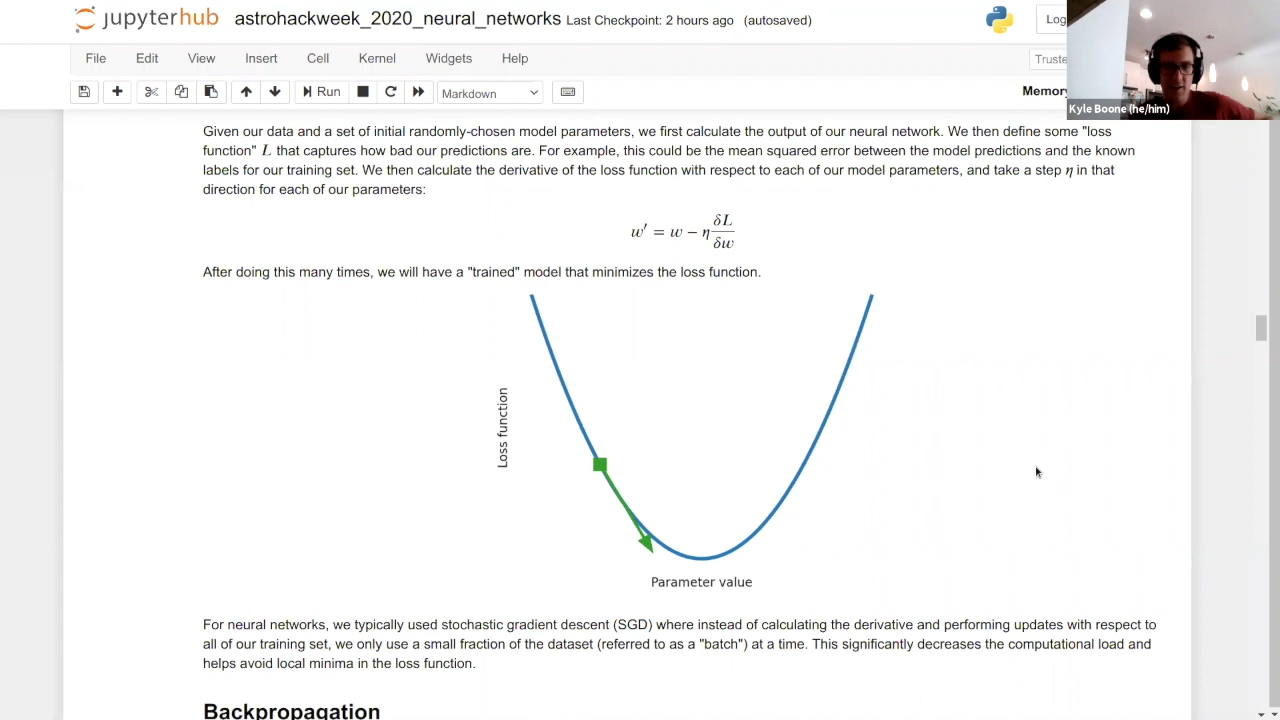 jupyterhub astrohackweek_2020_neural_networks Last Checkpoint: 2 hours ago (autosaved)
Log
File Edit View Insert Cell Kernel Widgets Help
Truste
Run
Markdown
Memory
Kyle Boone (he/him)
Given our data and a set of initial randomly-chosen model parameters, we first calculate the output of our neural network. We then define some "loss
function" L that captures how bad our predictions are. For example, this could be the mean squared error between the model predictions and the known
labels for our training set. We then calculate the derivative of the loss function with respect to each of our model parameters, and take a step η in that
direction for each of our parameters:
w′ = w − η δL/δw
After doing this many times, we will have a "trained" model that minimizes the loss function.
Loss function
Parameter value
For neural networks, we typically used stochastic gradient descent (SGD) where instead of calculating the derivative and performing updates with respect to
all of our training set, we only use a small fraction of the dataset (referred to as a "batch") at a time. This significantly decreases the computational load and
helps avoid local minima in the loss function.
Backpropagation